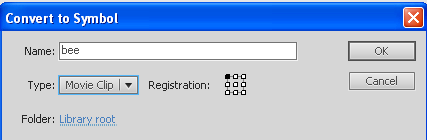 Convert to Symbol
Name: bee OK
Type: Movie Clip Registration: Cancel
Folder: Library root